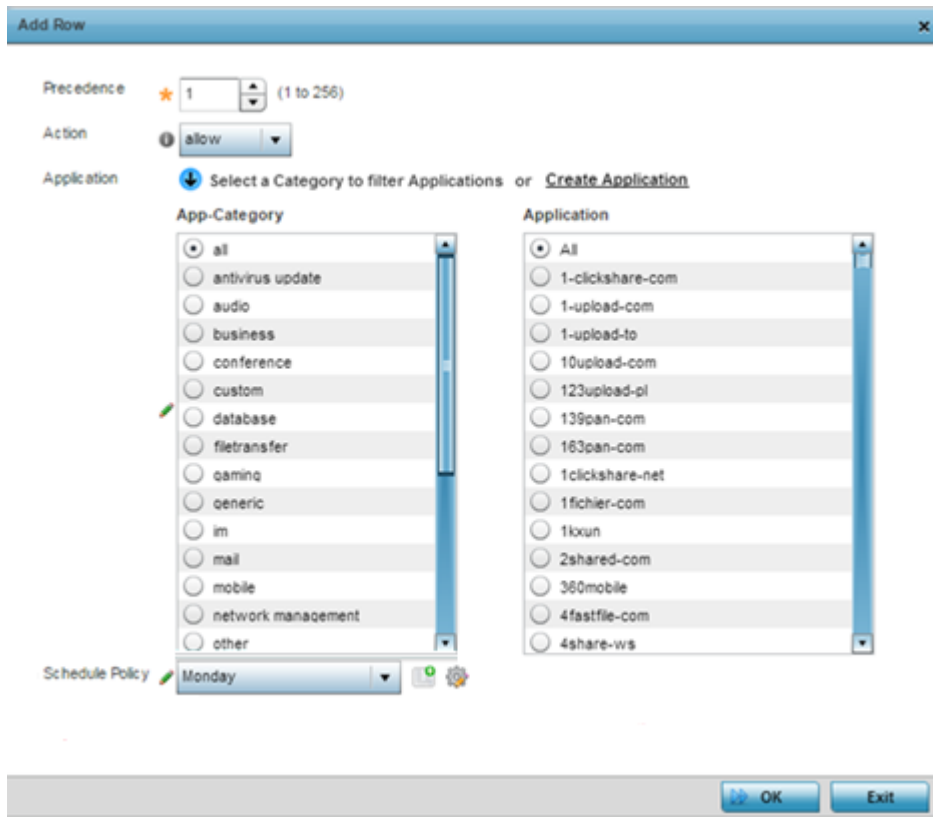 Add Row
Precedence 1 (1 to 256)
Action allow
Application Select a Category to filter Applications or Create Application
App-Category Application
all All
antivirus update 1-clickshare-com
audio 1-upload-com
business 1-upload-to
conference 10upload-com
custom 123upload-pl
database 139pan-com
filetransfer 163pan-com
gaming 1clickshare-net
generic 1fichier-com
im 1kxun
mail 2shared-com
mobile 360mobile
network management 4fastfile-com
other 4share-ws
Schedule Policy Monday
OK Exit